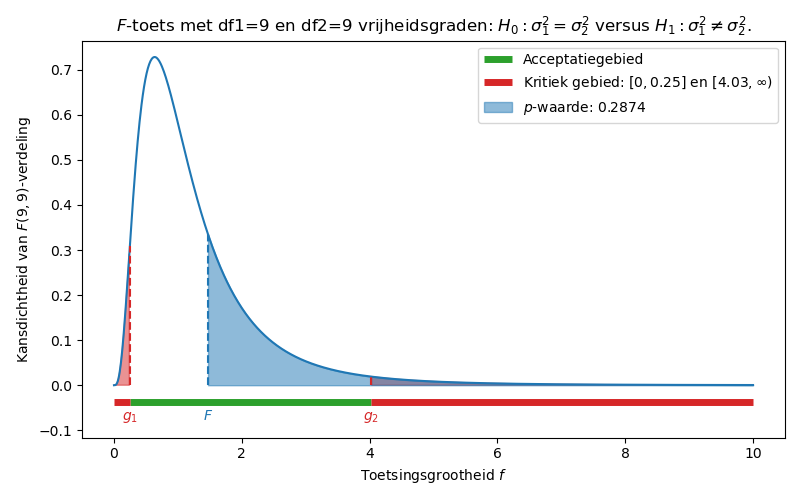 F-toets met df1=9 en df2=9 vrijheidsgraden: H₀ : σ₁² = σ₂² versus H₁ : σ₁² ≠ σ₂².
Acceptatiegebied
Kritiek gebied: [0, 0.25] en [4.03, ∞)
p-waarde: 0.2874
Kansdichtheid van F(9, 9)-verdeling
0.7
0.6
0.5
0.4
0.3
0.2
0.1
0.0
−0.1
g₁ F g₂
0 2 4 6 8 10
Toetsingsgrootheid f